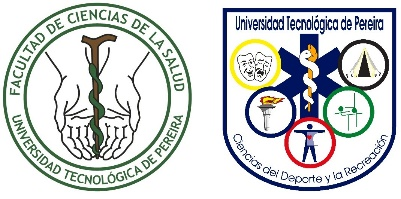 FACULTAD DE CIENCIAS DE LA SALUD
UNIVERSIDAD TECNOLÓGICA DE PEREIRA
Universidad Tecnológica de Pereira
Ciencias del Deporte y la Recreación